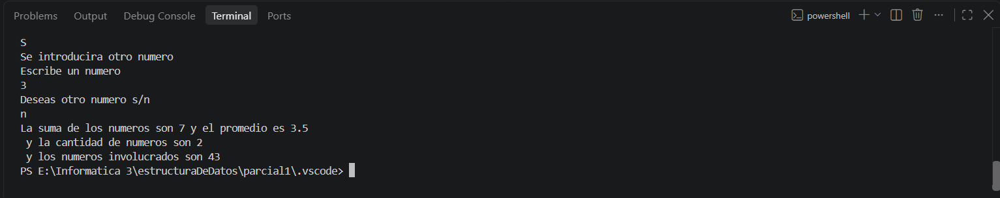 Problems Output Debug Console Terminal Ports powershell
S
Se introducira otro numero
Escribe un numero
3
Deseas otro numero s/n
n
La suma de los numeros son 7 y el promedio es 3.5
 y la cantidad de numeros son 2
 y los numeros involucrados son 43
PS E:\Informatica 3\estructuraDeDatos\parcial1\.vscode>